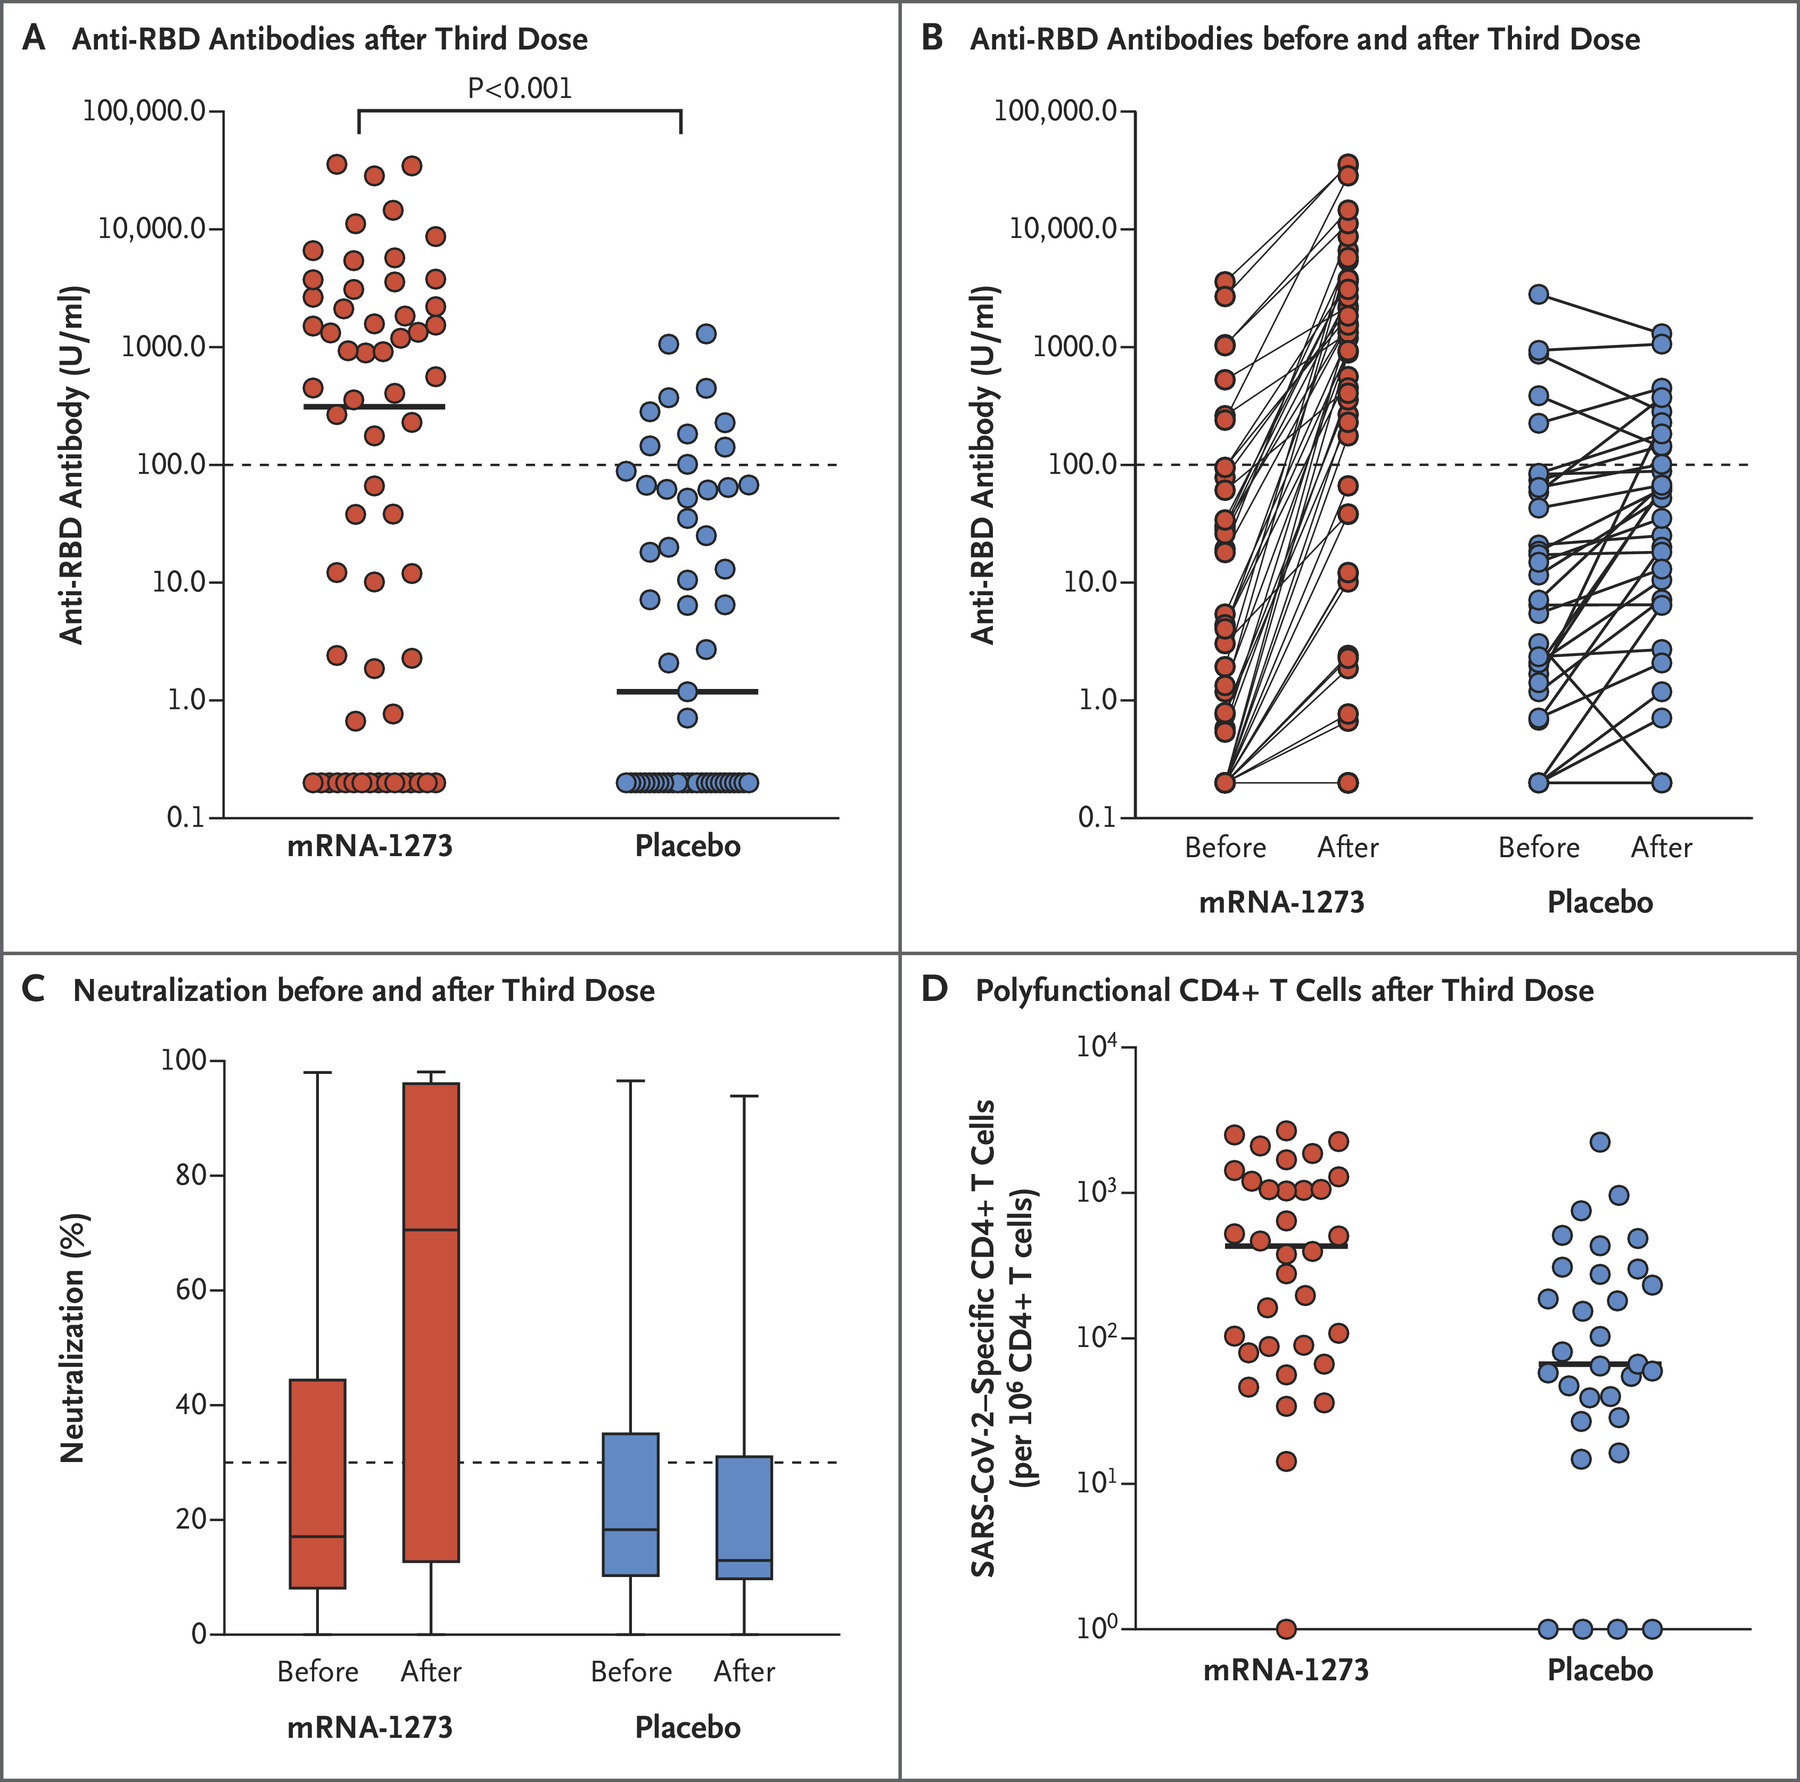 A Anti-RBD Antibodies after Third Dose
P<0.001
100,000.0
10,000.0
1000.0
100.0
10.0
1.0
0.1
Anti-RBD Antibody (U/ml)
mRNA-1273 Placebo
B Anti-RBD Antibodies before and after Third Dose
100,000.0
10,000.0
1000.0
100.0
10.0
1.0
0.1
Anti-RBD Antibody (U/ml)
Before After Before After
mRNA-1273 Placebo
C Neutralization before and after Third Dose
100
80
60
40
20
0
Neutralization (%)
Before After Before After
mRNA-1273 Placebo
D Polyfunctional CD4+ T Cells after Third Dose
10⁴
10³
10²
10¹
10⁰
SARS-CoV-2–Specific CD4+ T Cells
(per 10⁶ CD4+ T cells)
mRNA-1273 Placebo